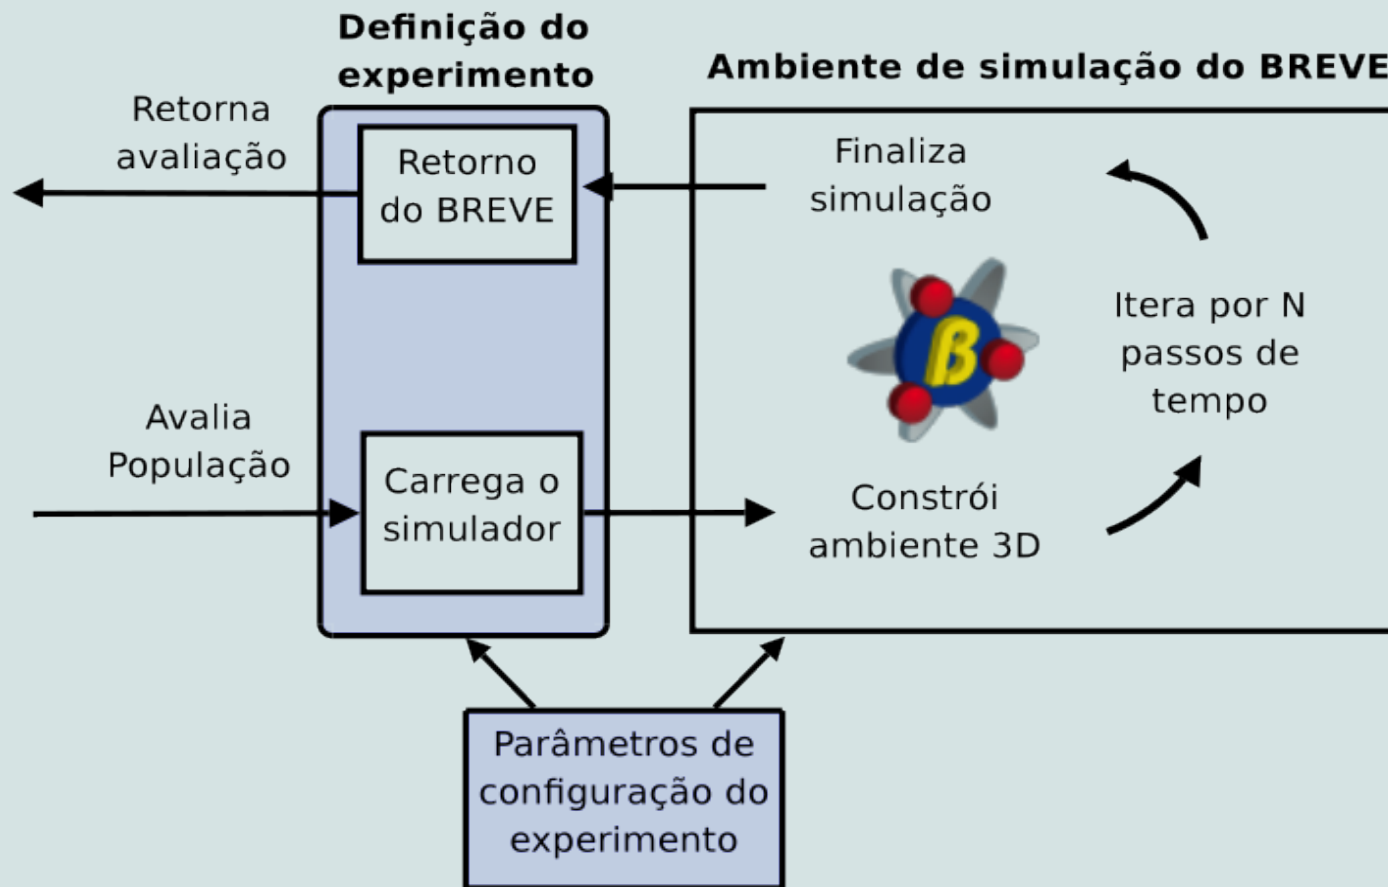 Definição do
experimento
Ambiente de simulação do BREVE
Retorna
avaliação
Retorno
do BREVE
Finaliza
simulação
Itera por N
passos de
tempo
β
Avalia
População
Carrega o
simulador
Constrói
ambiente 3D
Parâmetros de
configuração do
experimento